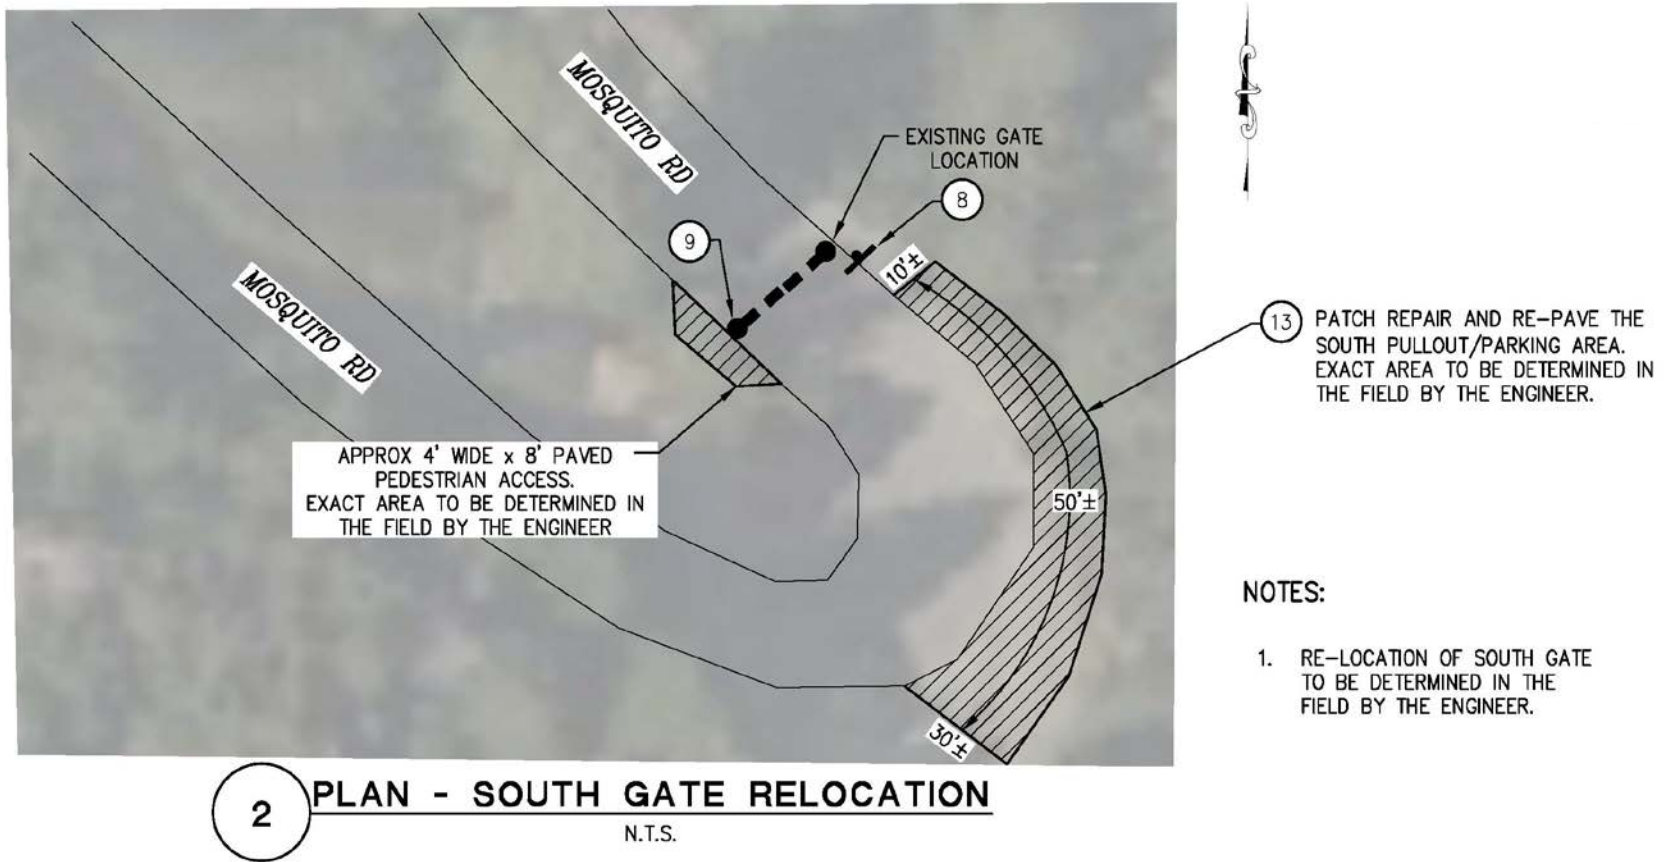 MOSQUITO RD
EXISTING GATE
LOCATION
8
9
10'±
MOSQUITO RD
13
PATCH REPAIR AND RE-PAVE THE
SOUTH PULLOUT/PARKING AREA.
EXACT AREA TO BE DETERMINED IN
THE FIELD BY THE ENGINEER.
APPROX 4' WIDE x 8' PAVED
PEDESTRIAN ACCESS.
EXACT AREA TO BE DETERMINED IN
THE FIELD BY THE ENGINEER
50'±
30'±
NOTES:
1. RE-LOCATION OF SOUTH GATE
TO BE DETERMINED IN THE
FIELD BY THE ENGINEER.
2
PLAN - SOUTH GATE RELOCATION
N.T.S.